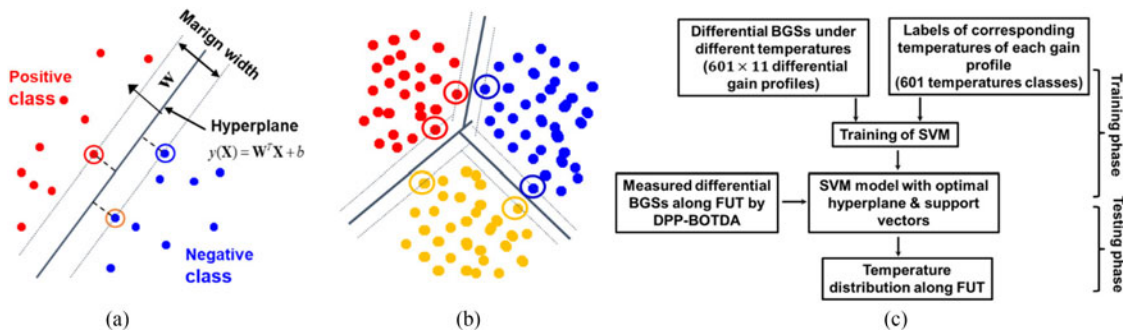 Marign width
W
Positive
class
Hyperplane
y(X) = W^T X + b
Negative
class
(a)
(b)
Differential BGSs under
different temperatures
(601 × 11 differential
gain profiles)
Labels of corresponding
temperatures of each gain
profile
(601 temperatures classes)
Training of SVM
Measured differential
BGSs along FUT by
DPP-BOTDA
SVM model with optimal
hyperplane & support
vectors
Temperature
distribution along FUT
Training
phase
Testing
phase
(c)